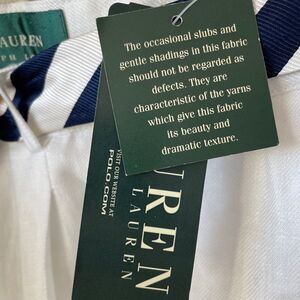 LAUREN
The occasional slubs and
gentle shadings in this fabric
should not be regarded as
defects. They are
characteristic of the yarns
which give this fabric
its beauty and
dramatic texture.
UREN
LAUREN
VISIT OUR WEBSITE AT
POLO.COM